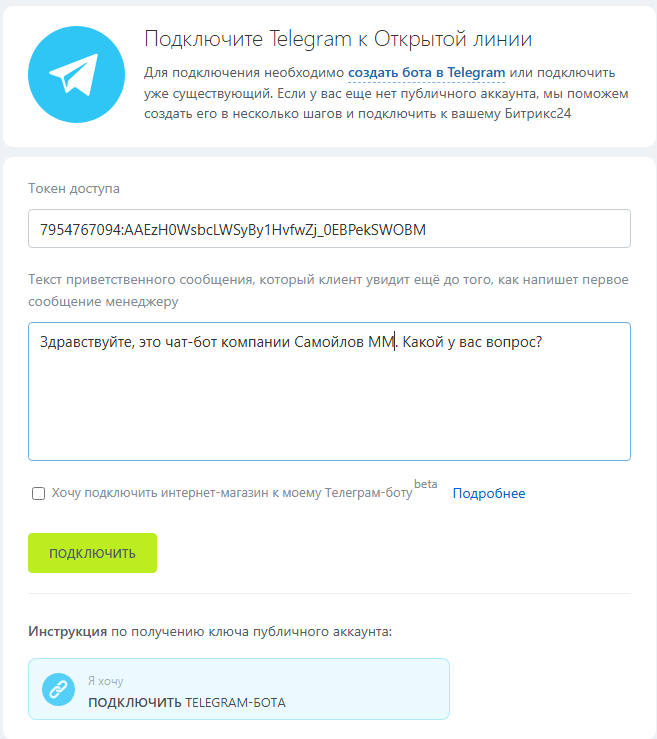 Подключите Telegram к Открытой линии
Для подключения необходимо создать бота в Telegram или подключить
уже существующий. Если у вас еще нет публичного аккаунта, мы поможем
создать его в несколько шагов и подключить к вашему Битрикс24
Токен доступа
7954767094:AAEzH0WsbcLWSyBy1HvfwZj_0EBPekSWOBM
Текст приветственного сообщения, который клиент увидит ещё до того, как напишет первое
сообщение менеджеру
Здравствуйте, это чат-бот компании Самойлов ММ. Какой у вас вопрос?
Хочу подключить интернет-магазин к моему Телеграм-боту beta Подробнее
ПОДКЛЮЧИТЬ
Инструкция по получению ключа публичного аккаунта:
Я хочу
ПОДКЛЮЧИТЬ TELEGRAM-БОТА